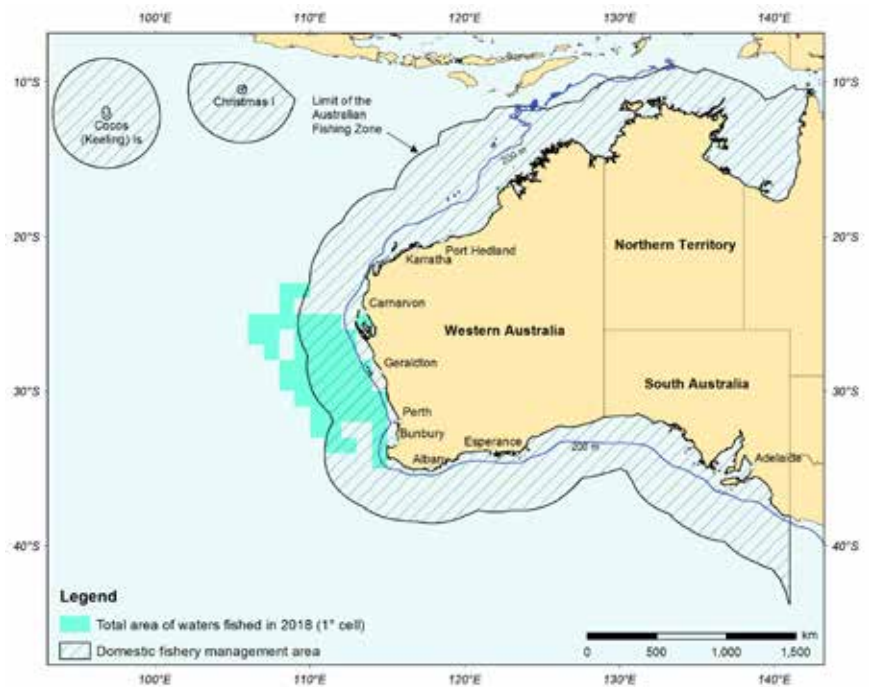 100°E 110°E 120°E 130°E 140°E
10°S 10°S
Christmas I
Cocos
(Keeling) Is
Limit of the
Australian
Fishing Zone
200 m
20°S 20°S
Port Hedland
Karratha
Northern Territory
Carnarvon
Western Australia
Geraldton
South Australia
30°S 30°S
Perth
Bunbury
Esperance
Albany
200 m
Adelaide
40°S 40°S
Legend
Total area of waters fished in 2018 (1° cell)
Domestic fishery management area
km
0 500 1,000 1,500
100°E 110°E 120°E 130°E 140°E